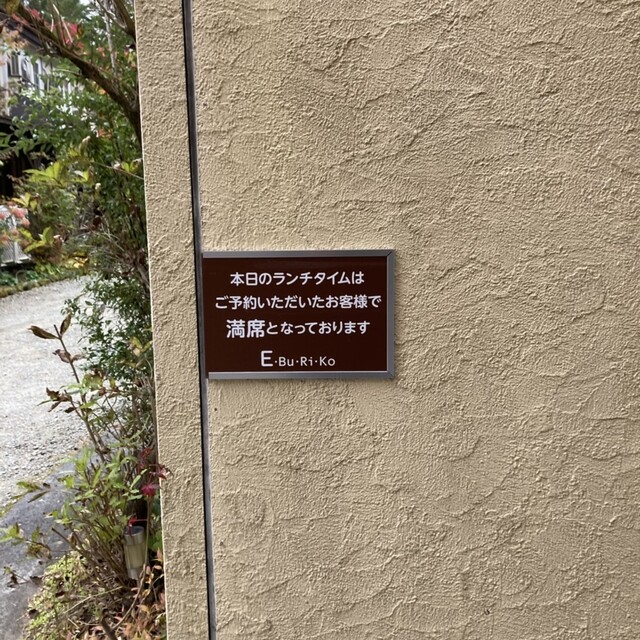 本日のランチタイムは
ご予約いただいたお客様で
満席となっております
E·Bu·Ri·Ko